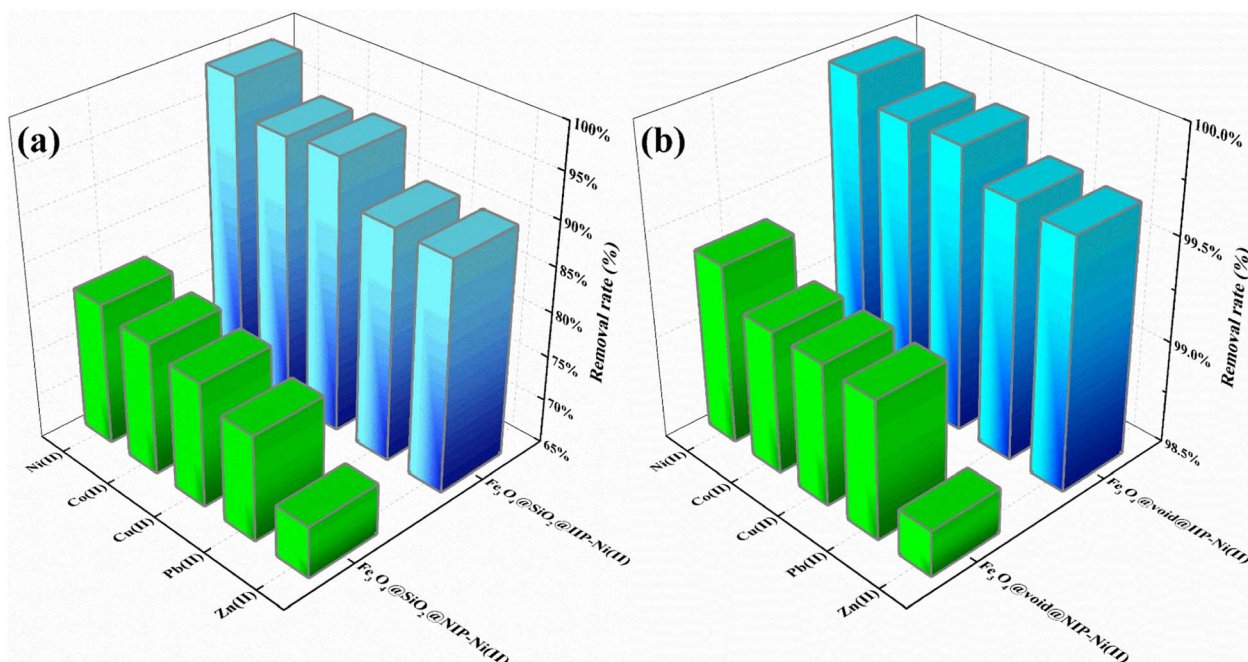 (a)
100%
95%
90%
85%
80%
75%
70%
65%
Removal rate (%)
Ni(II)
Co(II)
Cu(II)
Pb(II)
Zn(II)
Fe₃O₄@SiO₂@IIP-Ni(II)
Fe₃O₄@SiO₂@NIP-Ni(II)
(b)
100.0%
99.5%
99.0%
98.5%
Removal rate (%)
Ni(II)
Co(II)
Cu(II)
Pb(II)
Zn(II)
Fe₃O₄@void@IIP-Ni(II)
Fe₃O₄@void@NIP-Ni(II)